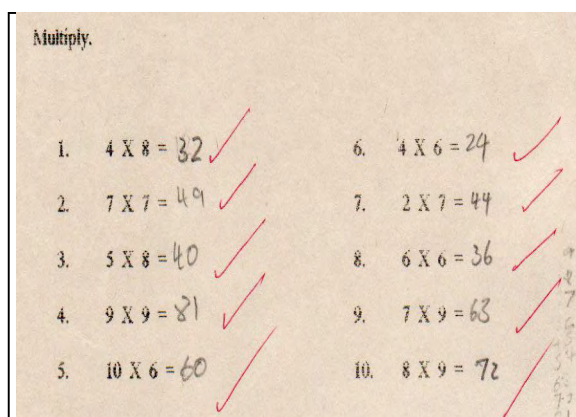 Multiply.
1. 4 X 8 = 32
2. 7 X 7 = 49
3. 5 X 8 = 40
4. 9 X 9 = 81
5. 10 X 6 = 60
6. 4 X 6 = 24
7. 2 X 7 = 44
8. 6 X 6 = 36
9. 7 X 9 = 63
10. 8 X 9 = 72